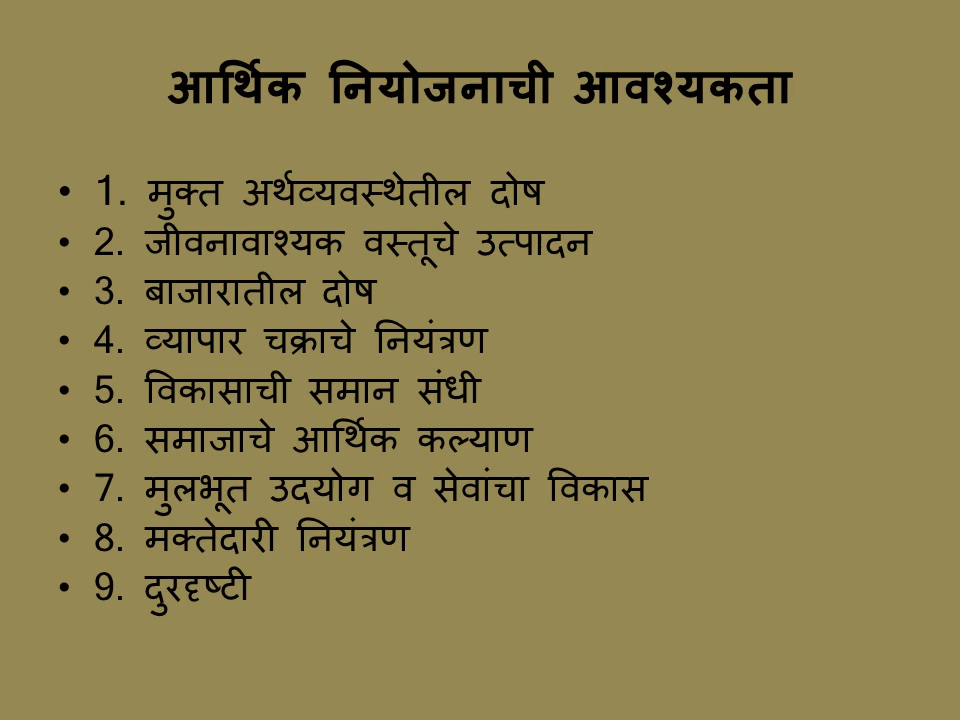 आर्थिक नियोजनाची आवश्यकता
• 1. मुक्त अर्थव्यवस्थेतील दोष
• 2. जीवनावाश्यक वस्तूचे उत्पादन
• 3. बाजारातील दोष
• 4. व्यापार चक्राचे नियंत्रण
• 5. विकासाची समान संधी
• 6. समाजाचे आर्थिक कल्याण
• 7. मुलभूत उदयोग व सेवांचा विकास
• 8. मक्तेदारी नियंत्रण
• 9. दुरदृष्टी